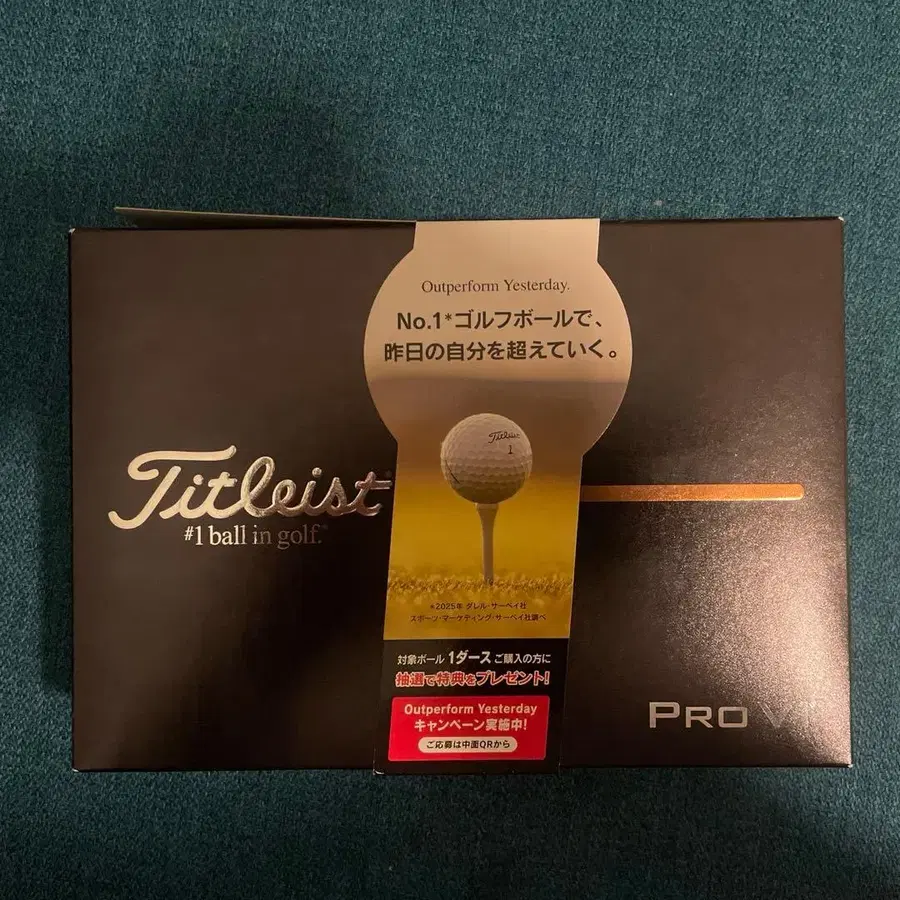 Outperform Yesterday.
No.1*ゴルフボールで、
昨日の自分を超えていく。
Titleist
1
Titleist
#1 ball in golf.
*2025年 ダレル・サーベイ社
スポーツ・マーケティング・サーベイ社調べ
対象ボール 1ダース ご購入の方に
抽選で特典をプレゼント!
Outperform Yesterday
キャンペーン実施中!
ご応募は中面QRから
PRO V1